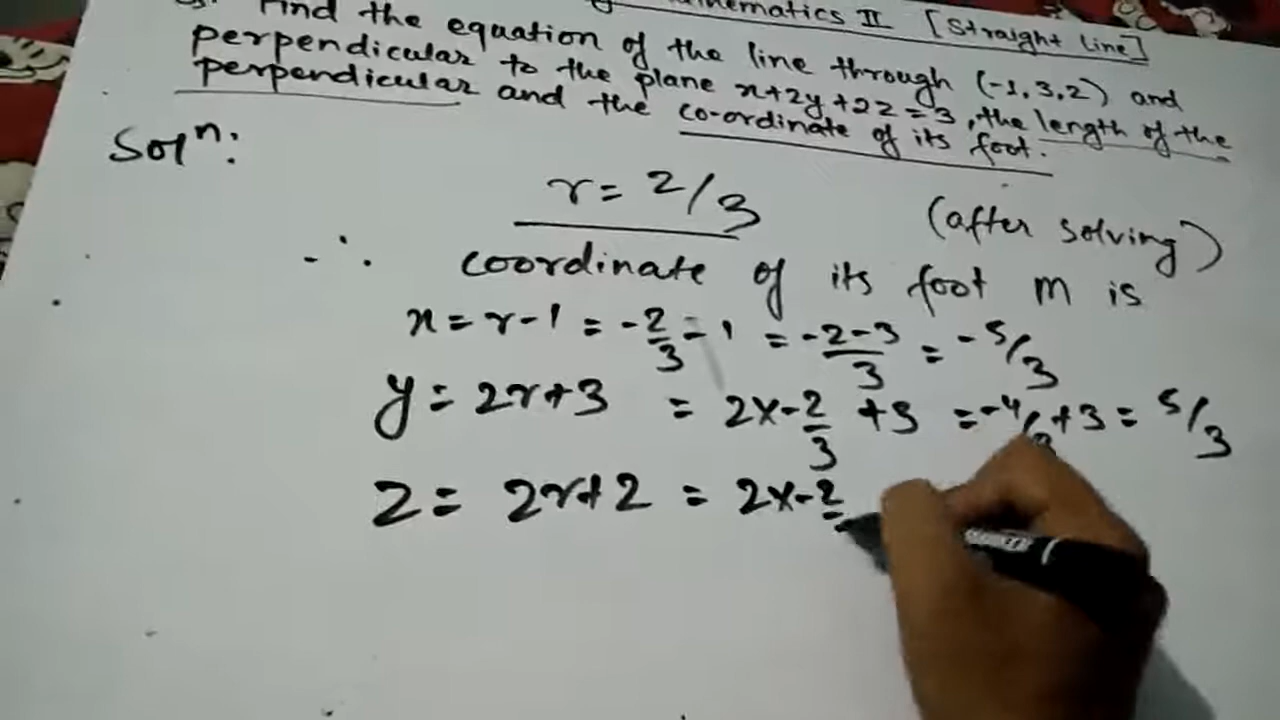 Mathematics II [Straight Line]
Find the equation of the line through (-1,3,2) and
perpendicular to the plane x+2y+2z=3, the length of the
perpendicular and the co-ordinate of its foot.
Solⁿ:
r = 2/3 (after solving)
∴ coordinate of its foot m is
x = r-1 = -2/3 - 1 = -2-3/3 = -5/3
y = 2r+3 = 2x-2/3 +3 = -4/3+3 = 5/3
z = 2r+2 = 2x-2